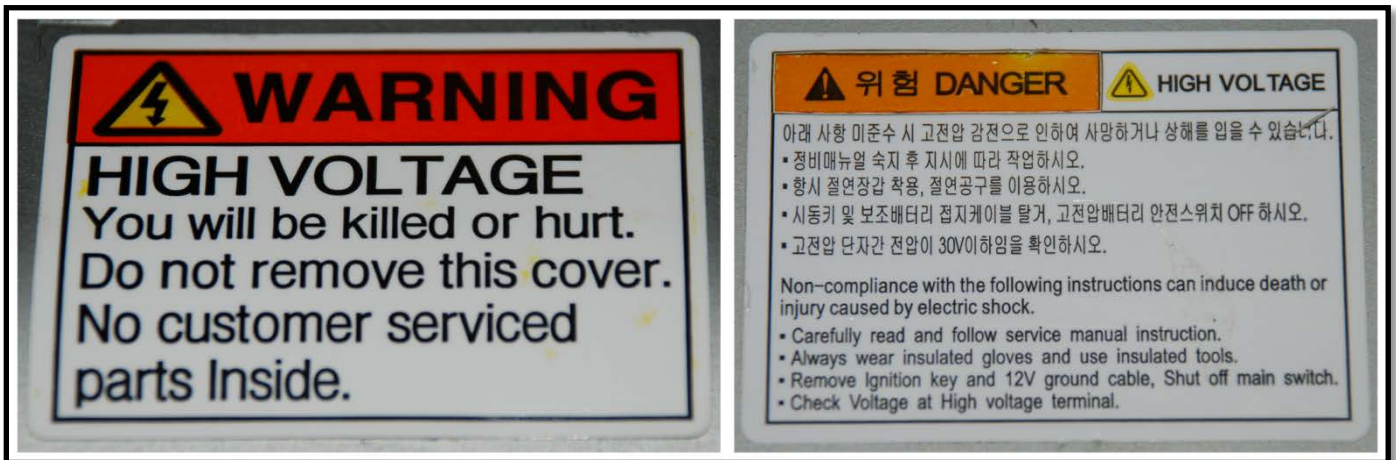 WARNING
HIGH VOLTAGE
You will be killed or hurt.
Do not remove this cover.
No customer serviced
parts Inside.
위험 DANGER
HIGH VOLTAGE
아래 사항 미준수 시 고전압 감전으로 인하여 사망하거나 상해를 입을 수 있습니다.
▪ 정비매뉴얼 숙지 후 지시에 따라 작업하시오.
▪ 항시 절연장갑 착용, 절연공구를 이용하시오.
▪ 시동키 및 보조배터리 접지케이블 탈거, 고전압배터리 안전스위치 OFF 하시오.
▪ 고전압 단자간 전압이 30V이하임을 확인하시오.
Non-compliance with the following instructions can induce death or
injury caused by electric shock.
▪ Carefully read and follow service manual instruction.
▪ Always wear insulated gloves and use insulated tools.
▪ Remove Ignition key and 12V ground cable, Shut off main switch.
▪ Check Voltage at High voltage terminal.